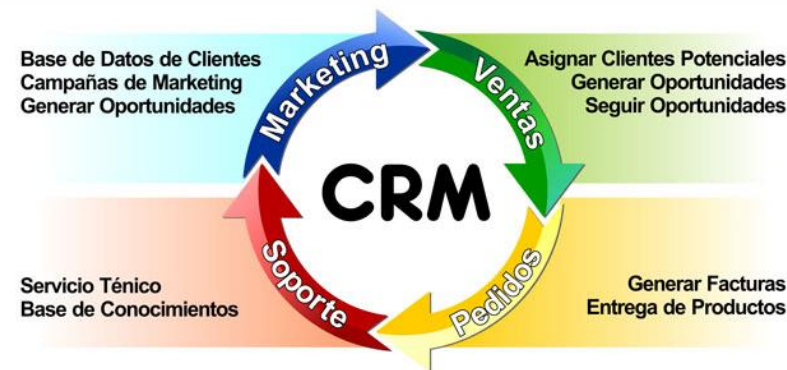 Base de Datos de Clientes
Campañas de Marketing
Generar Oportunidades
Marketing
Ventas
Asignar Clientes Potenciales
Generar Oportunidades
Seguir Oportunidades
CRM
Servicio Ténico
Base de Conocimientos
Soporte
Pedidos
Generar Facturas
Entrega de Productos